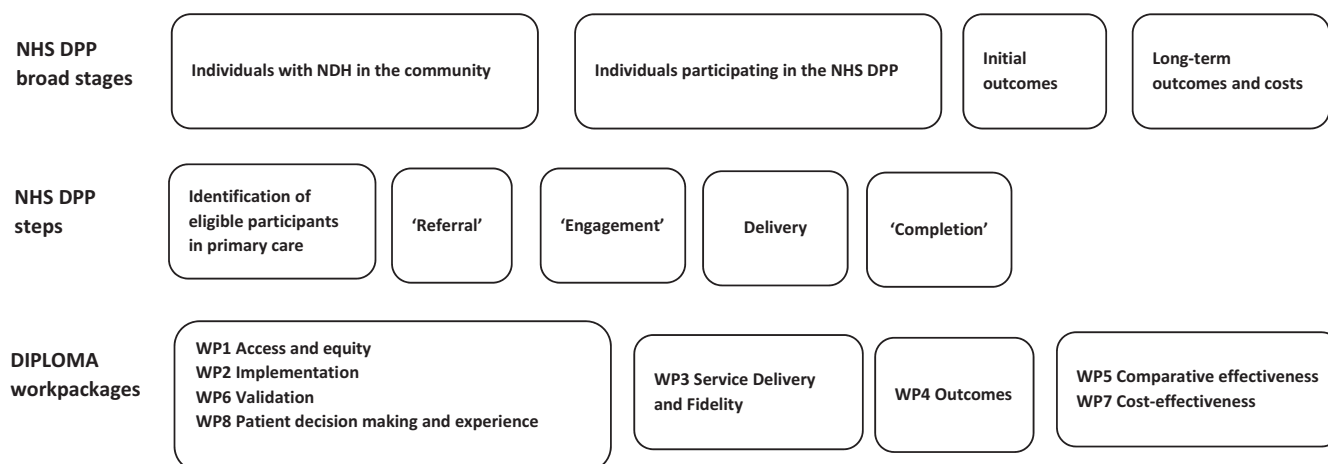 NHS DPP
broad stages
Individuals with NDH in the community
Individuals participating in the NHS DPP
Initial
outcomes
Long-term
outcomes and costs
NHS DPP
steps
Identification of
eligible participants
in primary care
‘Referral’
‘Engagement’
Delivery
‘Completion’
DIPLOMA
workpackages
WP1 Access and equity
WP2 Implementation
WP6 Validation
WP8 Patient decision making and experience
WP3 Service Delivery
and Fidelity
WP4 Outcomes
WP5 Comparative effectiveness
WP7 Cost-effectiveness